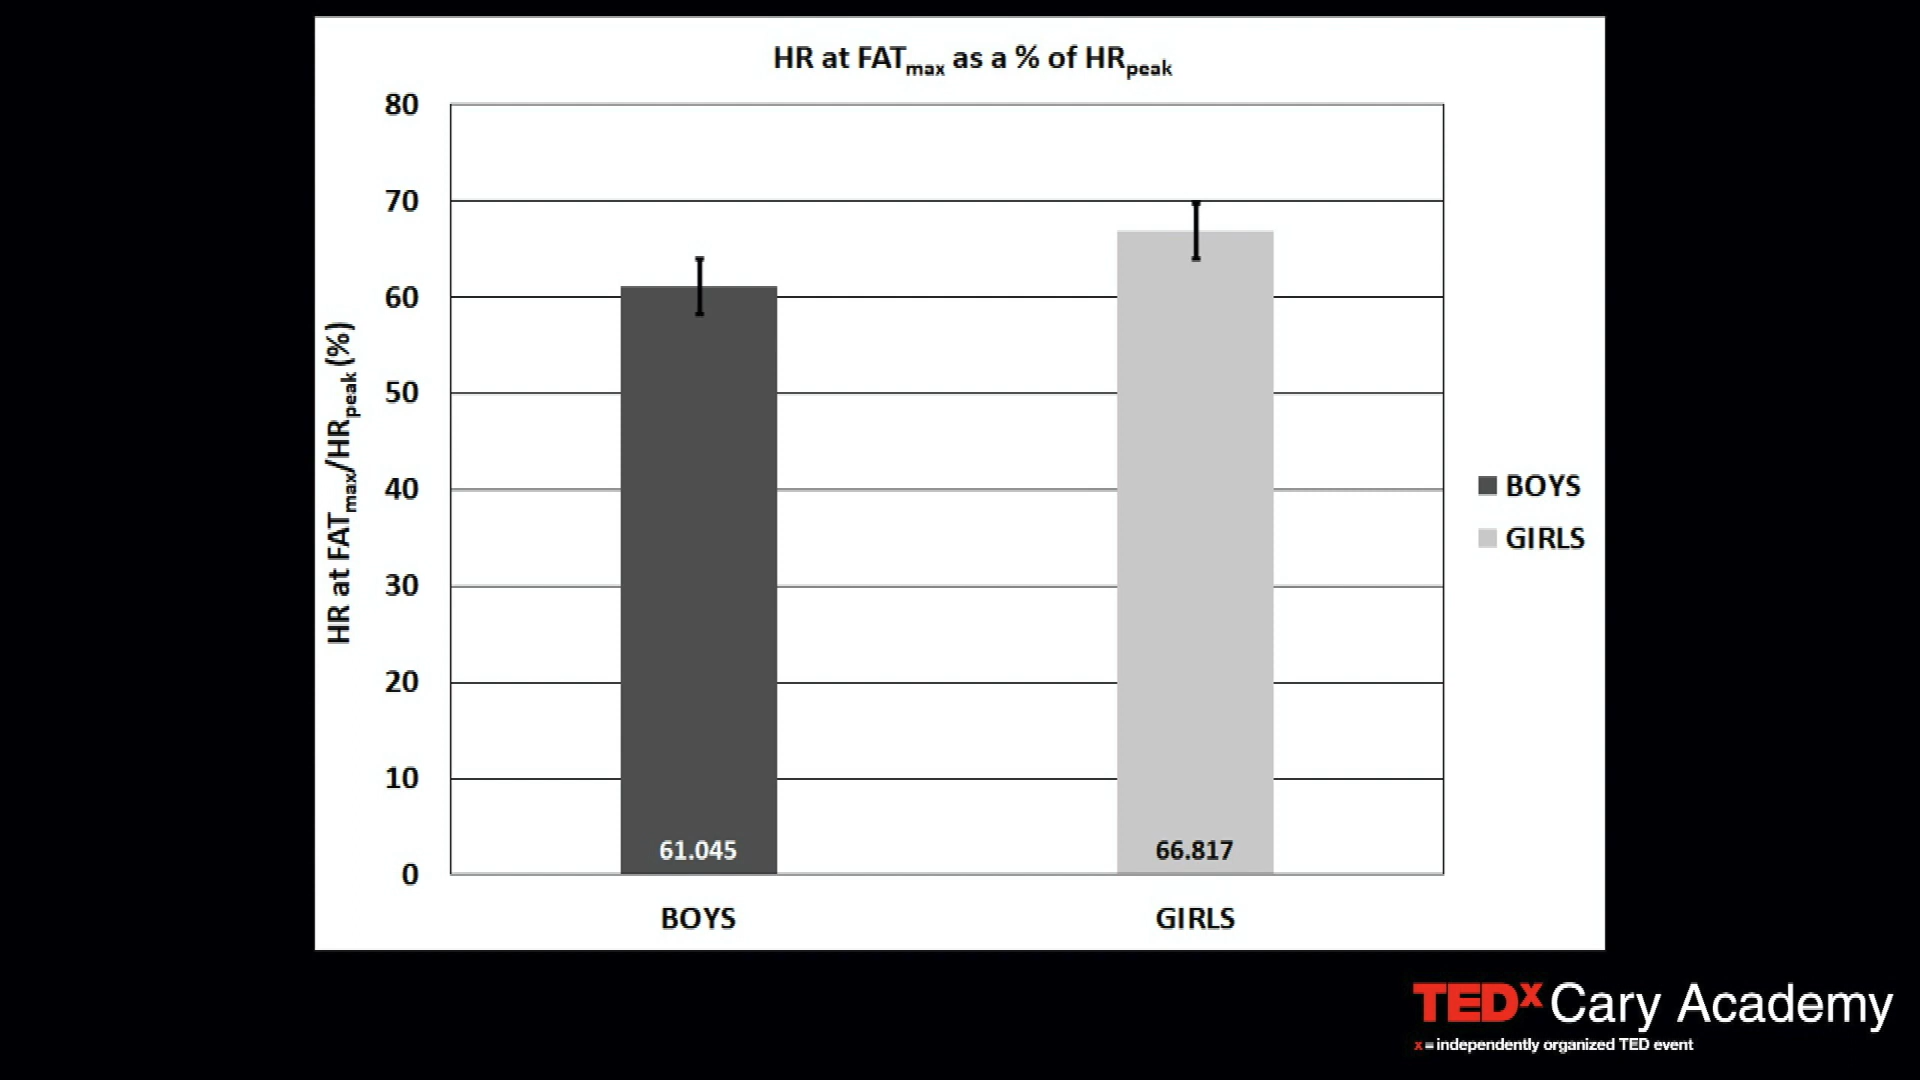 HR at FATmax as a % of HRpeak
HR at FATmax/HRpeak (%)
80
70
60
50
40
30
20
10
0
61.045
66.817
BOYS
GIRLS
BOYS
GIRLS
TEDx Cary Academy
x = independently organized TED event